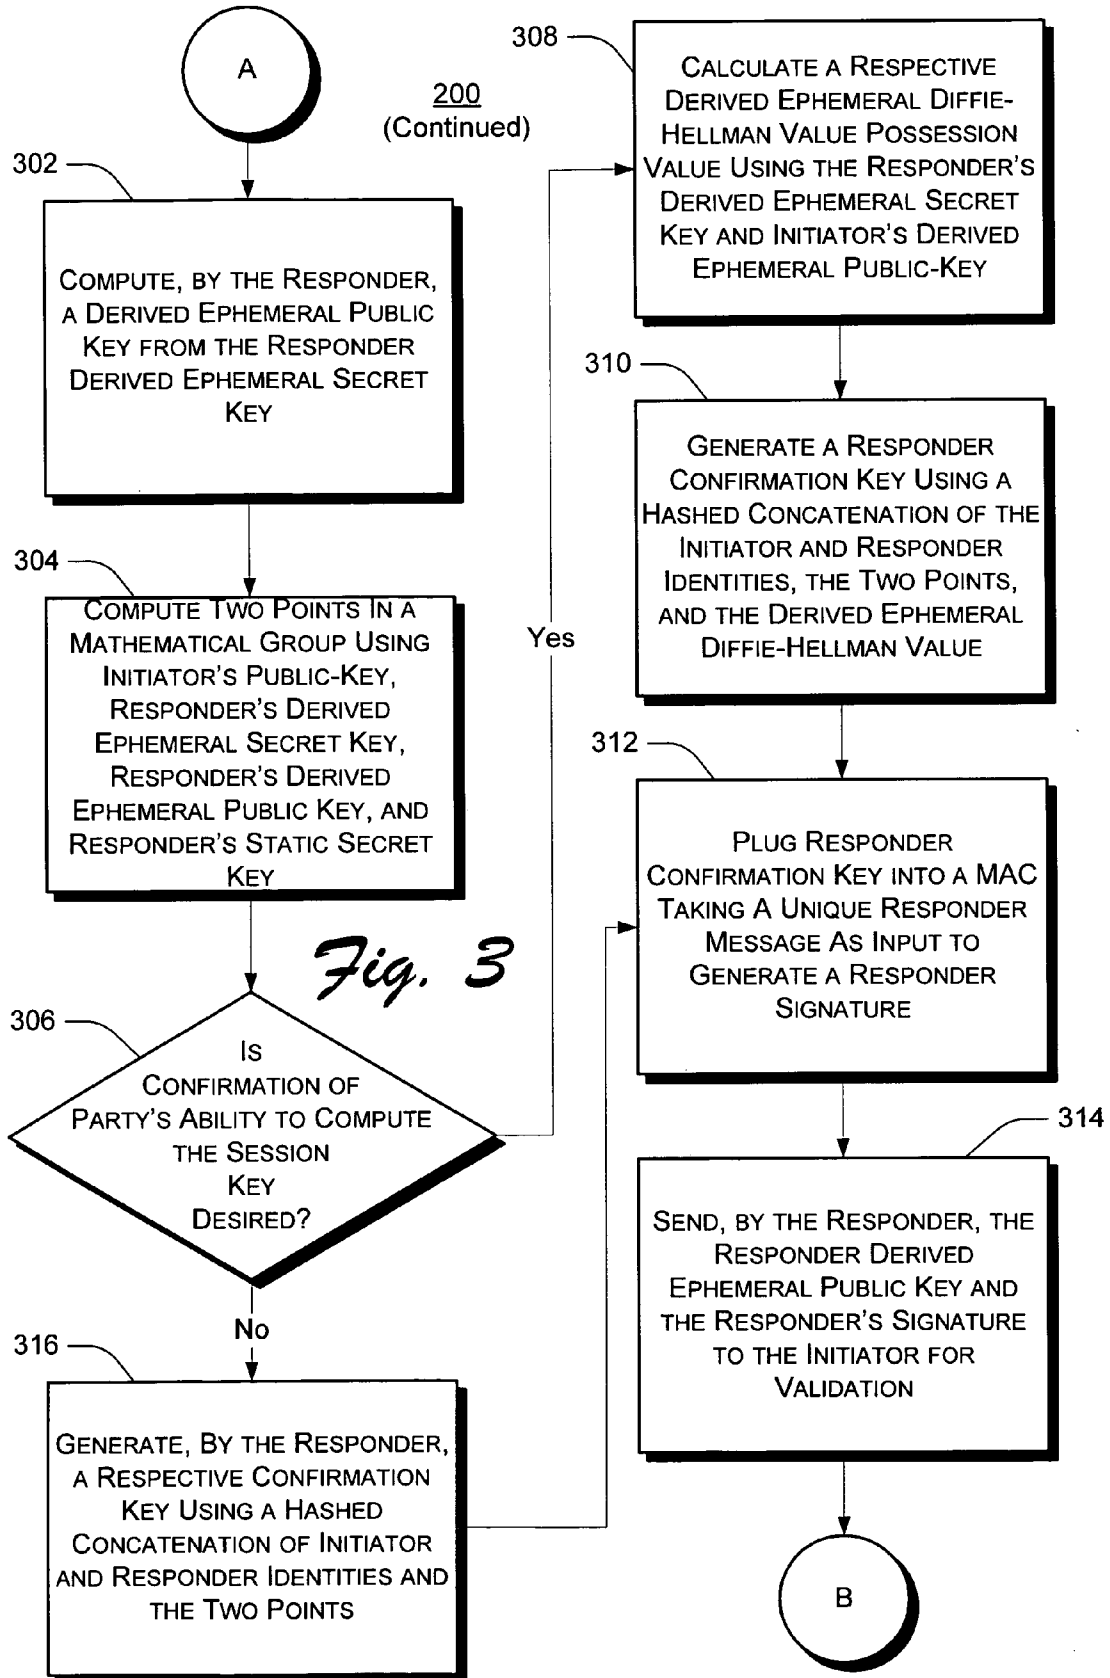 A
200
(Continued)
302
COMPUTE, BY THE RESPONDER,
A DERIVED EPHEMERAL PUBLIC
KEY FROM THE RESPONDER
DERIVED EPHEMERAL SECRET
KEY
304
COMPUTE TWO POINTS IN A
MATHEMATICAL GROUP USING
INITIATOR'S PUBLIC-KEY,
RESPONDER'S DERIVED
EPHEMERAL SECRET KEY,
RESPONDER'S DERIVED
EPHEMERAL PUBLIC KEY, AND
RESPONDER'S STATIC SECRET
KEY
Fig. 3
306
IS
CONFIRMATION OF
PARTY'S ABILITY TO COMPUTE
THE SESSION
KEY
DESIRED?
Yes
No
316
GENERATE, BY THE RESPONDER,
A RESPECTIVE CONFIRMATION
KEY USING A HASHED
CONCATENATION OF INITIATOR
AND RESPONDER IDENTITIES AND
THE TWO POINTS
308
CALCULATE A RESPECTIVE
DERIVED EPHEMERAL DIFFIE-
HELLMAN VALUE POSSESSION
VALUE USING THE RESPONDER'S
DERIVED EPHEMERAL SECRET
KEY AND INITIATOR'S DERIVED
EPHEMERAL PUBLIC-KEY
310
GENERATE A RESPONDER
CONFIRMATION KEY USING A
HASHED CONCATENATION OF THE
INITIATOR AND RESPONDER
IDENTITIES, THE TWO POINTS,
AND THE DERIVED EPHEMERAL
DIFFIE-HELLMAN VALUE
312
PLUG RESPONDER
CONFIRMATION KEY INTO A MAC
TAKING A UNIQUE RESPONDER
MESSAGE AS INPUT TO
GENERATE A RESPONDER
SIGNATURE
314
SEND, BY THE RESPONDER, THE
RESPONDER DERIVED
EPHEMERAL PUBLIC KEY AND
THE RESPONDER'S SIGNATURE
TO THE INITIATOR FOR
VALIDATION
B